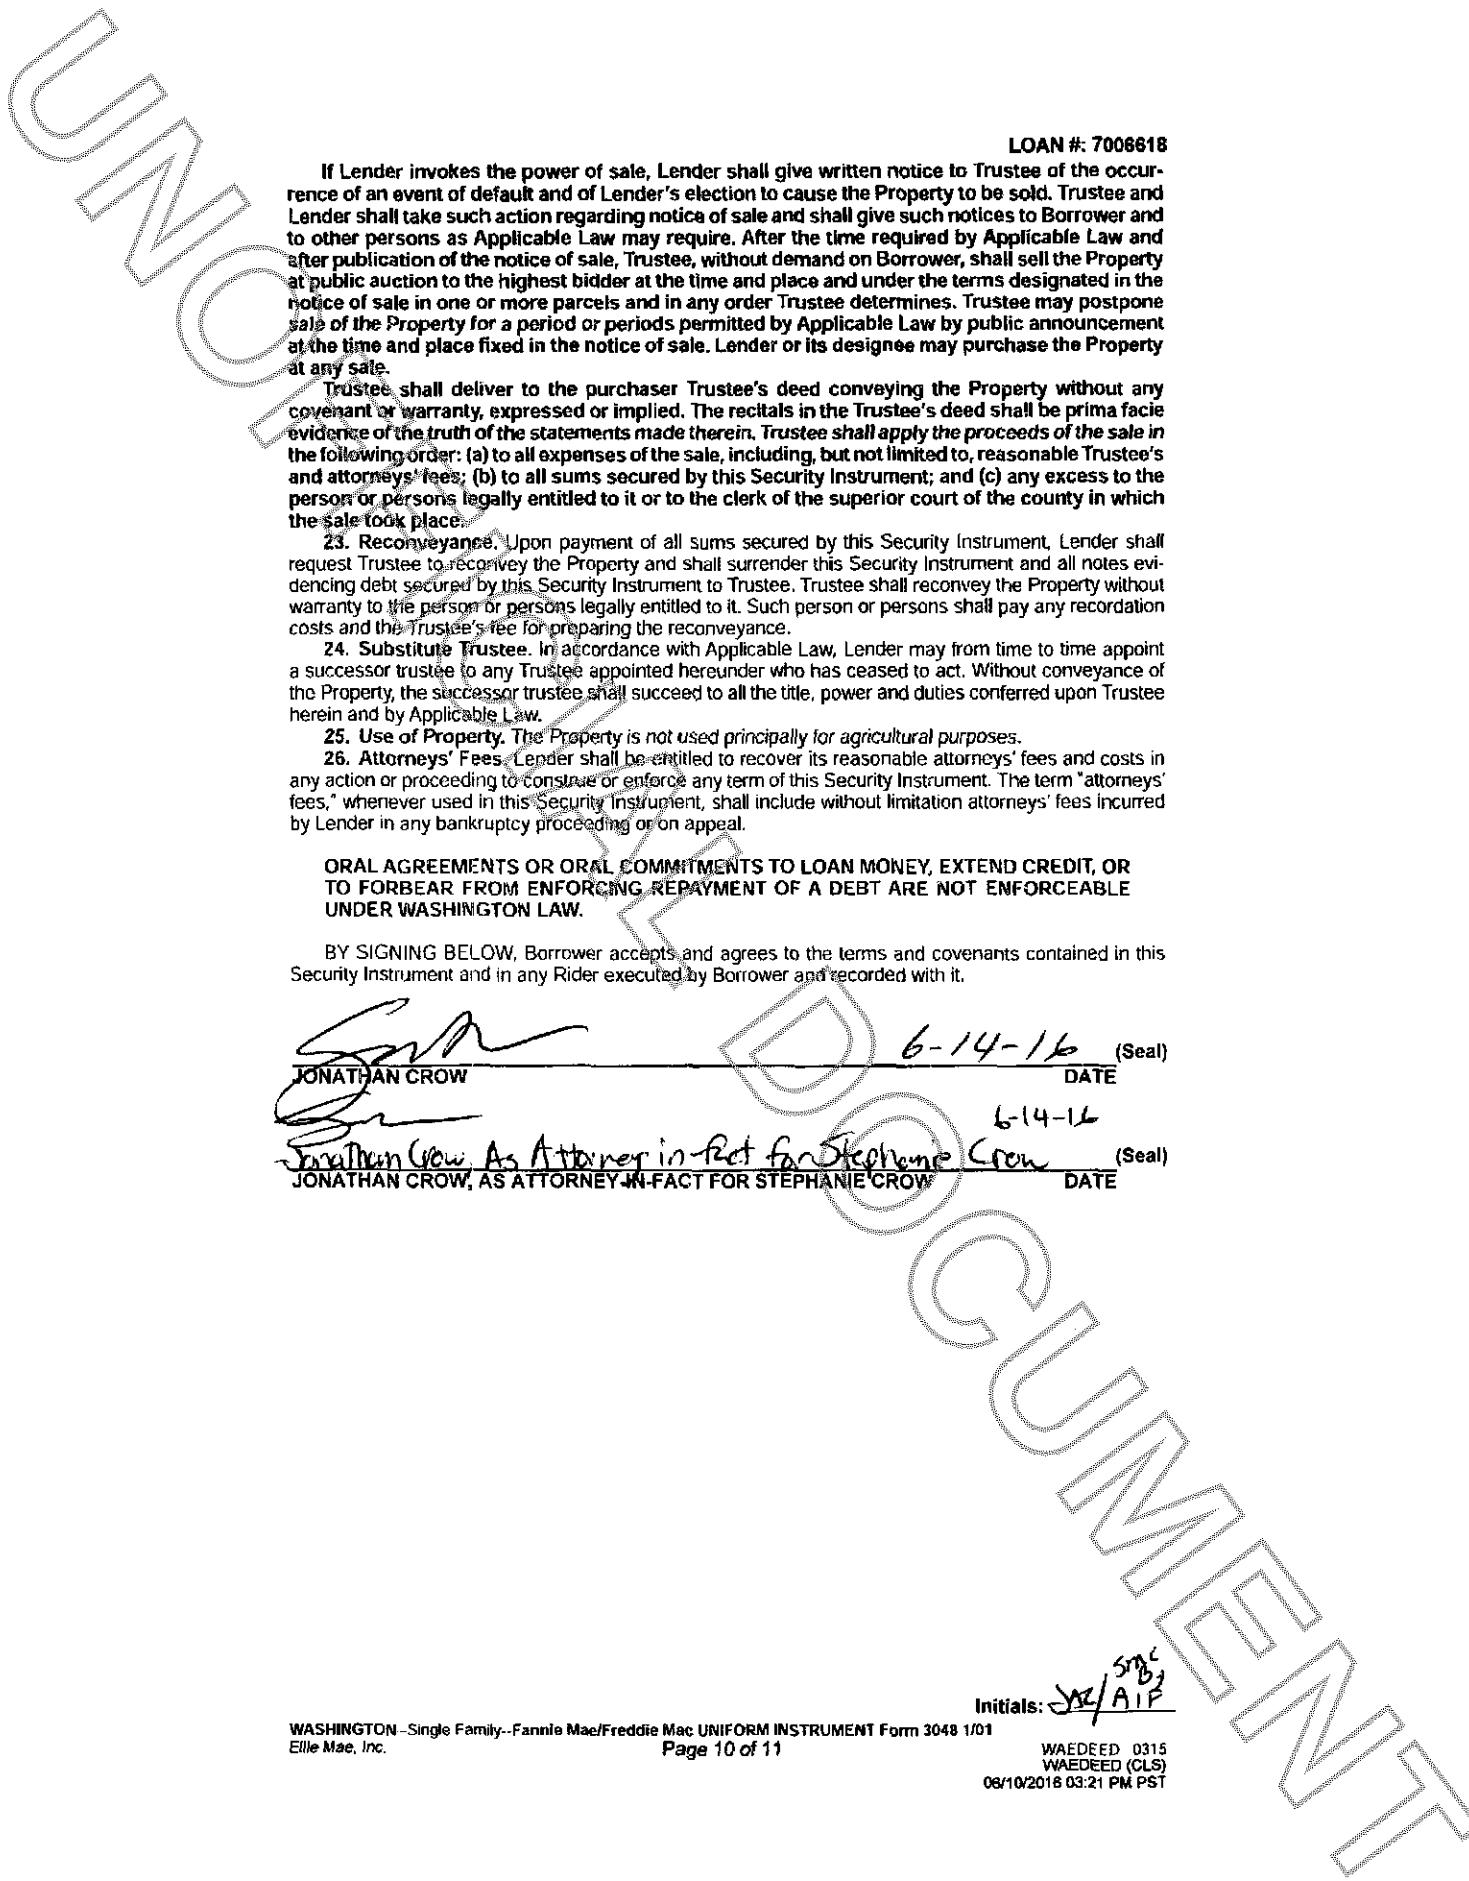 LOAN #: 7006618
If Lender invokes the power of sale, Lender shall give written notice to Trustee of the occur-
rence of an event of default and of Lender's election to cause the Property to be sold. Trustee and
Lender shall take such action regarding notice of sale and shall give such notices to Borrower and
to other persons as Applicable Law may require. After the time required by Applicable Law and
after publication of the notice of sale, Trustee, without demand on Borrower, shall sell the Property
at public auction to the highest bidder at the time and place and under the terms designated in the
notice of sale in one or more parcels and in any order Trustee determines. Trustee may postpone
sale of the Property for a period or periods permitted by Applicable Law by public announcement
at the time and place fixed in the notice of sale. Lender or its designee may purchase the Property
at any sale.
Trustee shall deliver to the purchaser Trustee's deed conveying the Property without any
covenant or warranty, expressed or implied. The recitals in the Trustee's deed shall be prima facie
evidence of the truth of the statements made therein. Trustee shall apply the proceeds of the sale in
the following order: (a) to all expenses of the sale, including, but not limited to, reasonable Trustee's
and attorneys' fees; (b) to all sums secured by this Security Instrument; and (c) any excess to the
person or persons legally entitled to it or to the clerk of the superior court of the county in which
the sale took place.
23. Reconveyance. Upon payment of all sums secured by this Security Instrument, Lender shall
request Trustee to reconvey the Property and shall surrender this Security Instrument and all notes evi-
dencing debt secured by this Security Instrument to Trustee. Trustee shall reconvey the Property without
warranty to the person or persons legally entitled to it. Such person or persons shall pay any recordation
costs and the Trustee's fee for preparing the reconveyance.
24. Substitute Trustee. In accordance with Applicable Law, Lender may from time to time appoint
a successor trustee to any Trustee appointed hereunder who has ceased to act. Without conveyance of
the Property, the successor trustee shall succeed to all the title, power and duties conferred upon Trustee
herein and by Applicable Law.
25. Use of Property. The Property is not used principally for agricultural purposes.
26. Attorneys' Fees. Lender shall be entitled to recover its reasonable attorneys' fees and costs in
any action or proceeding to construe or enforce any term of this Security Instrument. The term "attorneys'
fees," whenever used in this Security Instrument, shall include without limitation attorneys' fees incurred
by Lender in any bankruptcy proceeding or on appeal.
ORAL AGREEMENTS OR ORAL COMMITMENTS TO LOAN MONEY, EXTEND CREDIT, OR
TO FORBEAR FROM ENFORCING REPAYMENT OF A DEBT ARE NOT ENFORCEABLE
UNDER WASHINGTON LAW.
BY SIGNING BELOW, Borrower accepts and agrees to the terms and covenants contained in this
Security Instrument and in any Rider executed by Borrower and recorded with it.
6-14-16 (Seal)
JONATHAN CROW DATE
6-14-16
Jonathan Crow, As Attorney in fact for Stephanie Crow (Seal)
JONATHAN CROW, AS ATTORNEY-IN-FACT FOR STEPHANIE CROW DATE
Initials: AIF
WASHINGTON--Single Family--Fannie Mae/Freddie Mac UNIFORM INSTRUMENT Form 3048 1/01
Ellie Mae, Inc. Page 10 of 11
WAEDEED 0315
WAEDEED (CLS)
06/10/2016 03:21 PM PST
UNOFFICIAL DOCUMENT